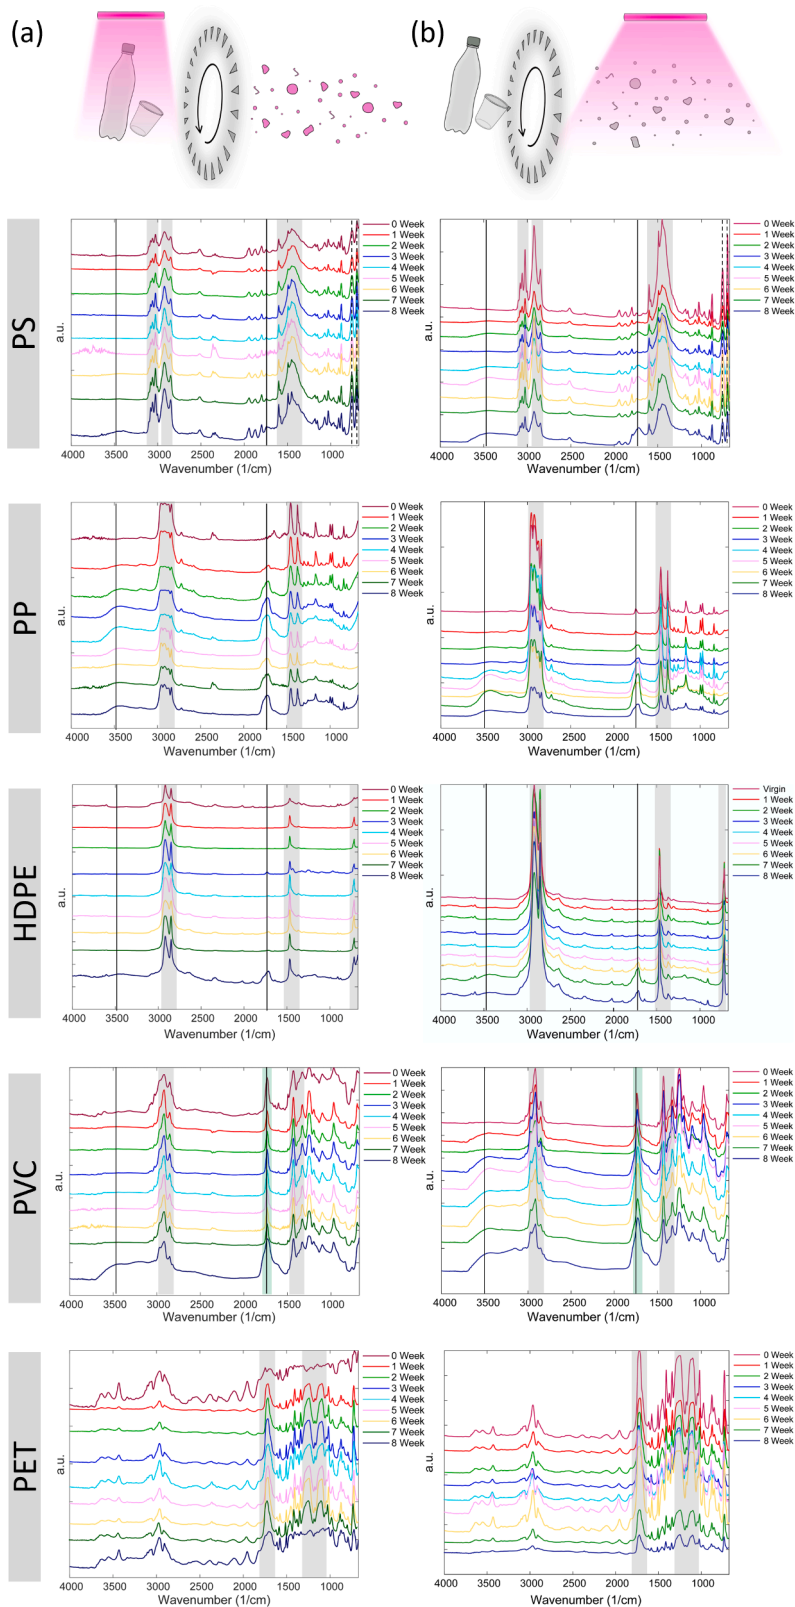 (a)
(b)
PS
a.u.
4000 3500 3000 2500 2000 1500 1000
Wavenumber (1/cm)
0 Week
1 Week
2 Week
3 Week
4 Week
5 Week
6 Week
7 Week
8 Week
a.u.
4000 3500 3000 2500 2000 1500 1000
Wavenumber (1/cm)
0 Week
1 Week
2 Week
3 Week
4 Week
5 Week
6 Week
7 Week
8 Week
PP
a.u.
4000 3500 3000 2500 2000 1500 1000
Wavenumber (1/cm)
0 Week
1 Week
2 Week
3 Week
4 Week
5 Week
6 Week
7 Week
8 Week
a.u.
4000 3500 3000 2500 2000 1500 1000
Wavenumber (1/cm)
0 Week
1 Week
2 Week
3 Week
4 Week
5 Week
6 Week
7 Week
8 Week
HDPE
a.u.
4000 3500 3000 2500 2000 1500 1000
Wavenumber (1/cm)
0 Week
1 Week
2 Week
3 Week
4 Week
5 Week
6 Week
7 Week
8 Week
a.u.
4000 3500 3000 2500 2000 1500 1000
Wavenumber (1/cm)
Virgin
1 Week
2 Week
3 Week
4 Week
5 Week
6 Week
7 Week
8 Week
PVC
a.u.
4000 3500 3000 2500 2000 1500 1000
Wavenumber (1/cm)
0 Week
1 Week
2 Week
3 Week
4 Week
5 Week
6 Week
7 Week
8 Week
a.u.
4000 3500 3000 2500 2000 1500 1000
Wavenumber (1/cm)
0 Week
1 Week
2 Week
3 Week
4 Week
5 Week
6 Week
7 Week
8 Week
PET
a.u.
4000 3500 3000 2500 2000 1500 1000
Wavenumber (1/cm)
0 Week
1 Week
2 Week
3 Week
4 Week
5 Week
6 Week
7 Week
8 Week
a.u.
4000 3500 3000 2500 2000 1500 1000
Wavenumber (1/cm)
0 Week
1 Week
2 Week
3 Week
4 Week
5 Week
6 Week
7 Week
8 Week